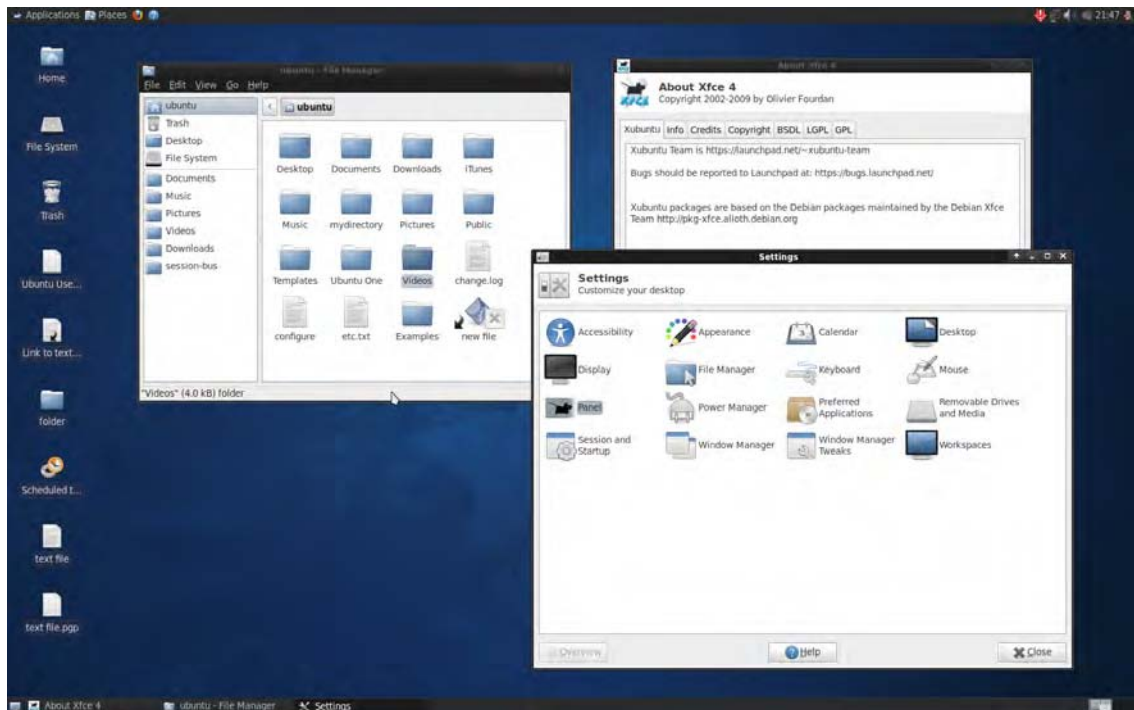 Applications Places 21:47
Home
File System
Trash
Ubuntu Use...
Link to text...
folder
Scheduled t...
text file
text file.pgp
ubuntu - File Manager
File Edit View Go Help
ubuntu
Trash
Desktop
File System
Documents
Music
Pictures
Videos
Downloads
session-bus
ubuntu
Desktop Documents Downloads iTunes
Music mydirectory Pictures Public
Templates Ubuntu One Videos change.log
configure etc.txt Examples new file
"Videos" (4.0 kB) folder
About Xfce 4
About Xfce 4
Copyright 2002-2009 by Olivier Fourdan
Xubuntu Info Credits Copyright BSDL LGPL GPL
Xubuntu Team is https://launchpad.net/~xubuntu-team
Bugs should be reported to Launchpad at: https://bugs.launchpad.net/
Xubuntu packages are based on the Debian packages maintained by the Debian Xfce
Team http://pkg-xfce.alioth.debian.org
Settings
Settings
Customize your desktop
Accessibility Appearance Calendar Desktop
Display File Manager Keyboard Mouse
Panel Power Manager Preferred Applications Removable Drives and Media
Session and Startup Window Manager Window Manager Tweaks Workspaces
Overview Help Close
About Xfce 4 ubuntu - File Manager Settings